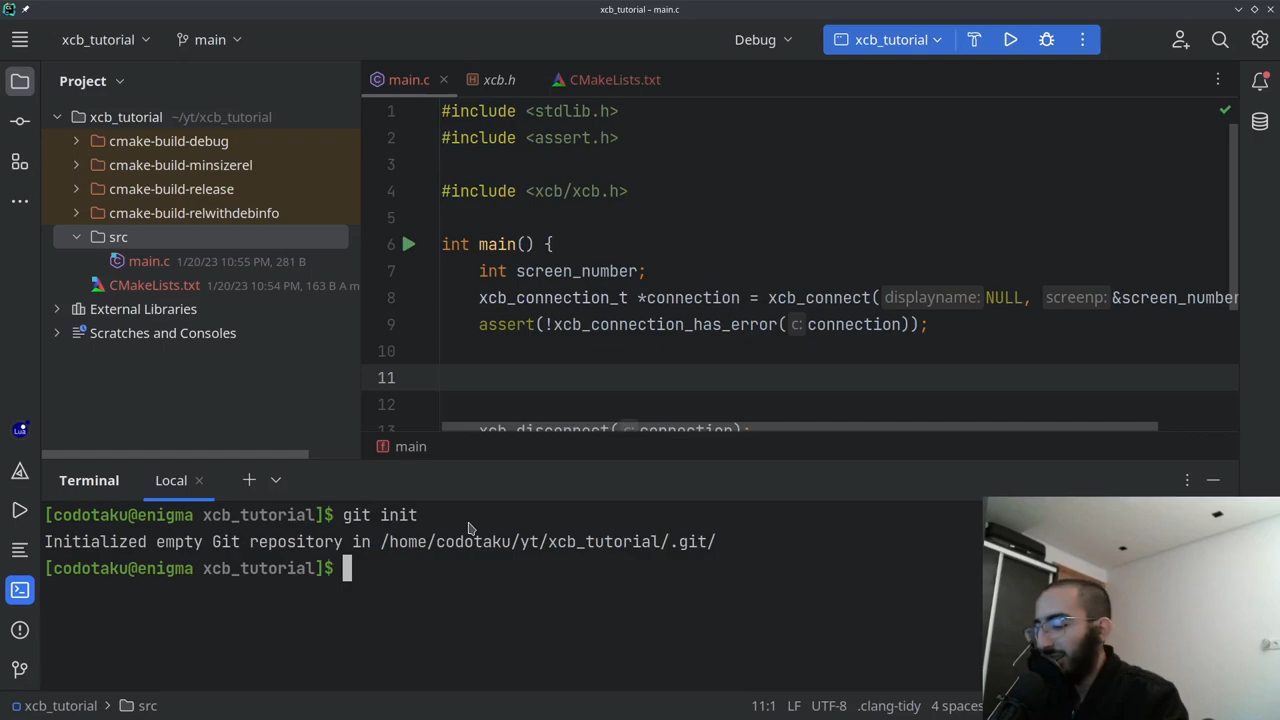 xcb_tutorial – main.c
xcb_tutorial
main
Debug
xcb_tutorial
Project
main.c
xcb.h
CMakeLists.txt
xcb_tutorial ~/yt/xcb_tutorial
cmake-build-debug
cmake-build-minsizerel
cmake-build-release
cmake-build-relwithdebinfo
src
main.c 1/20/23 10:55 PM, 281 B
CMakeLists.txt 1/20/23 10:54 PM, 163 B A m
External Libraries
Scratches and Consoles
Lua
1 #include <stdlib.h>
2 #include <assert.h>
3
4 #include <xcb/xcb.h>
5
6 int main() {
7 int screen_number;
8 xcb_connection_t *connection = xcb_connect( displayname: NULL, screenp: &screen_number
9 assert(!xcb_connection_has_error( c: connection));
10
11
12
13 xcb_disconnect( c: connection);
f main
Terminal
Local
[codotaku@enigma xcb_tutorial]$ git init
Initialized empty Git repository in /home/codotaku/yt/xcb_tutorial/.git/
[codotaku@enigma xcb_tutorial]$
xcb_tutorial > src
11:1 LF UTF-8 .clang-tidy 4 spaces